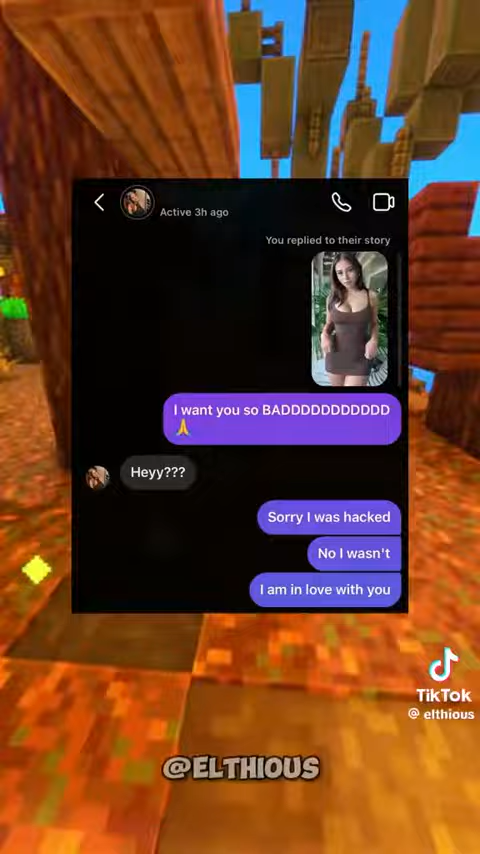 Active 3h ago
You replied to their story
I want you so BADDDDDDDDDDD
🙏
Heyy???
Sorry I was hacked
No I wasn't
I am in love with you
TikTok
@ elthious
@ELTHIOUS